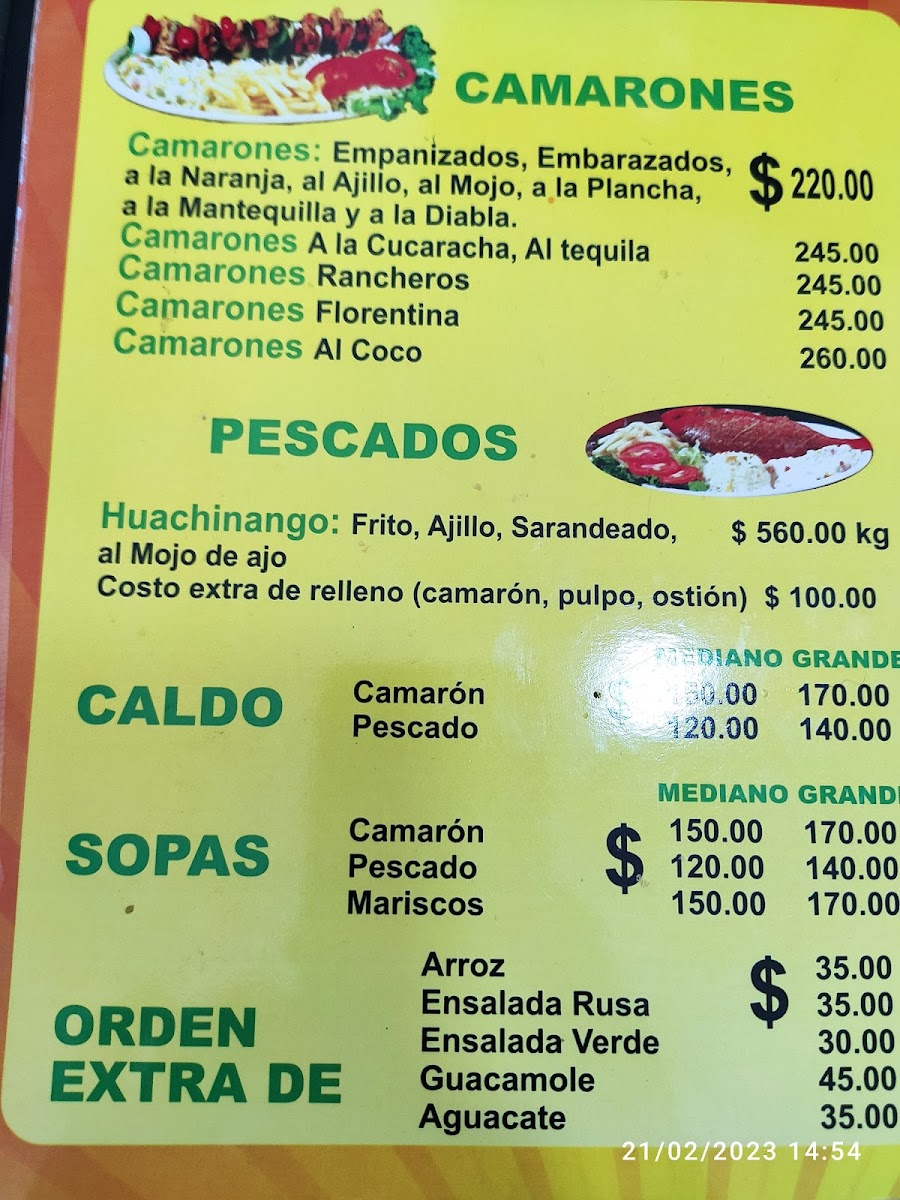 CAMARONES
Camarones: Empanizados, Embarazados,
a la Naranja, al Ajillo, al Mojo, a la Plancha,
a la Mantequilla y a la Diabla.
$ 220.00
Camarones A la Cucaracha, Al tequila 245.00
Camarones Rancheros 245.00
Camarones Florentina 245.00
Camarones Al Coco 260.00
PESCADOS
Huachinango: Frito, Ajillo, Sarandeado, $ 560.00 kg
al Mojo de ajo
Costo extra de relleno (camarón, pulpo, ostión) $ 100.00
MEDIANO GRANDE
CALDO
Camarón $ 150.00 170.00
Pescado 120.00 140.00
MEDIANO GRANDE
SOPAS
Camarón $ 150.00 170.00
Pescado 120.00 140.00
Mariscos 150.00 170.00
ORDEN
EXTRA DE
Arroz $ 35.00
Ensalada Rusa 35.00
Ensalada Verde 30.00
Guacamole 45.00
Aguacate 35.00
21/02/2023 14:54